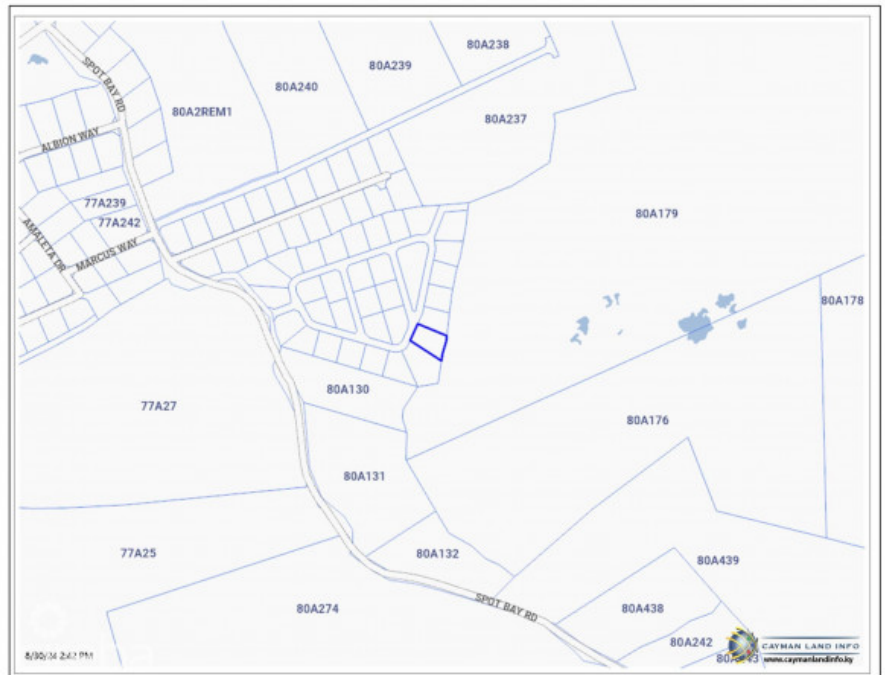 80A238
SPOT BAY RD
80A239
80A240
80A2REM1
80A237
ALBION WAY
77A239
77A242
80A179
AMALETA DR
MARCUS WAY
80A178
80A130
77A27
80A176
80A131
77A25
80A132
80A439
80A274
SPOT BAY RD
80A438
80A242
CAYMAN LAND INFO
www.caymanlandinfo.ky